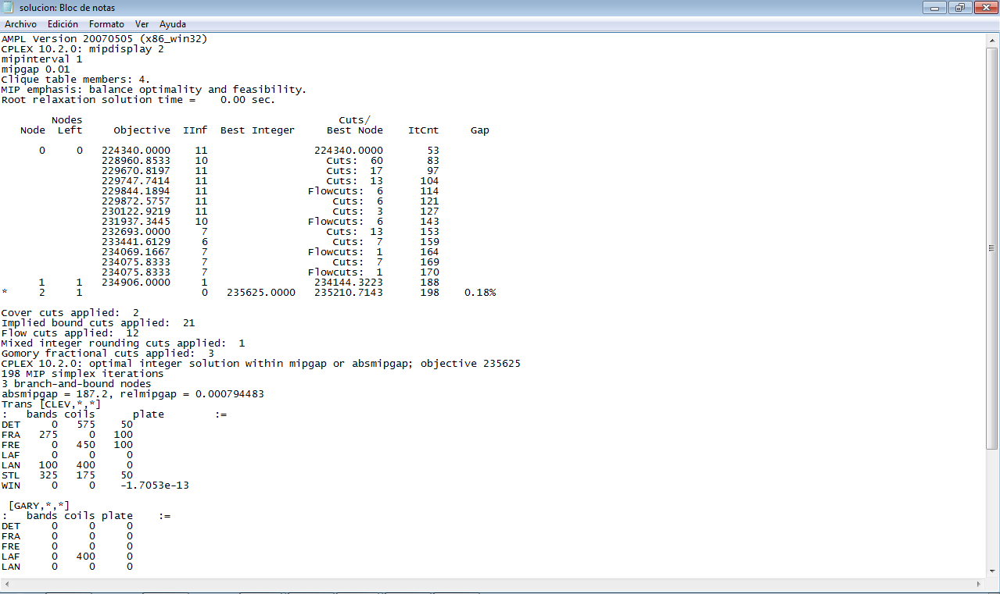 solucion: Bloc de notas
Archivo Edición Formato Ver Ayuda
AMPL Version 20070505 (x86_win32)
CPLEX 10.2.0: mipdisplay 2
mipinterval 1
mipgap 0.01
Clique table members: 4.
MIP emphasis: balance optimality and feasibility.
Root relaxation solution time =    0.00 sec.
        Nodes                                         Cuts/
   Node  Left     Objective  IInf  Best Integer     Best Node    ItCnt     Gap
      0     0   224340.0000    11                 224340.0000       53
                228960.8533    10                   Cuts:  60       83
                229670.8197    11                   Cuts:  17       97
                229747.7414    11                   Cuts:  13      104
                229844.1894    11                Flowcuts:  6      114
                229872.5757    11                    Cuts:  6      121
                230122.9219    11                    Cuts:  3      127
                231937.3445    10                Flowcuts:  6      143
                232693.0000     7                   Cuts:  13      153
                233441.6129     6                    Cuts:  7      159
                234069.1667     7                Flowcuts:  1      164
                234075.8333     7                    Cuts:  7      169
                234075.8333     7                Flowcuts:  1      170
      1     1   234906.0000     1                 234144.3223      188
*     2     1                   0   235625.0000   235210.7143      198    0.18%
Cover cuts applied:  2
Implied bound cuts applied:  21
Flow cuts applied:  12
Mixed integer rounding cuts applied:  1
Gomory fractional cuts applied:  3
CPLEX 10.2.0: optimal integer solution within mipgap or absmipgap; objective 235625
198 MIP simplex iterations
3 branch-and-bound nodes
absmipgap = 187.2, relmipgap = 0.000794483
Trans [CLEV,*,*]
:   bands coils      plate        :=
DET     0   575     50
FRA   275     0    100
FRE     0   450    100
LAF     0     0      0
LAN   100   400      0
STL   325   175     50
WIN     0     0    -1.7053e-13
 [GARY,*,*]
:   bands coils plate    :=
DET     0     0      0
FRA     0     0      0
FRE     0     0      0
LAF     0   400      0
LAN     0     0      0